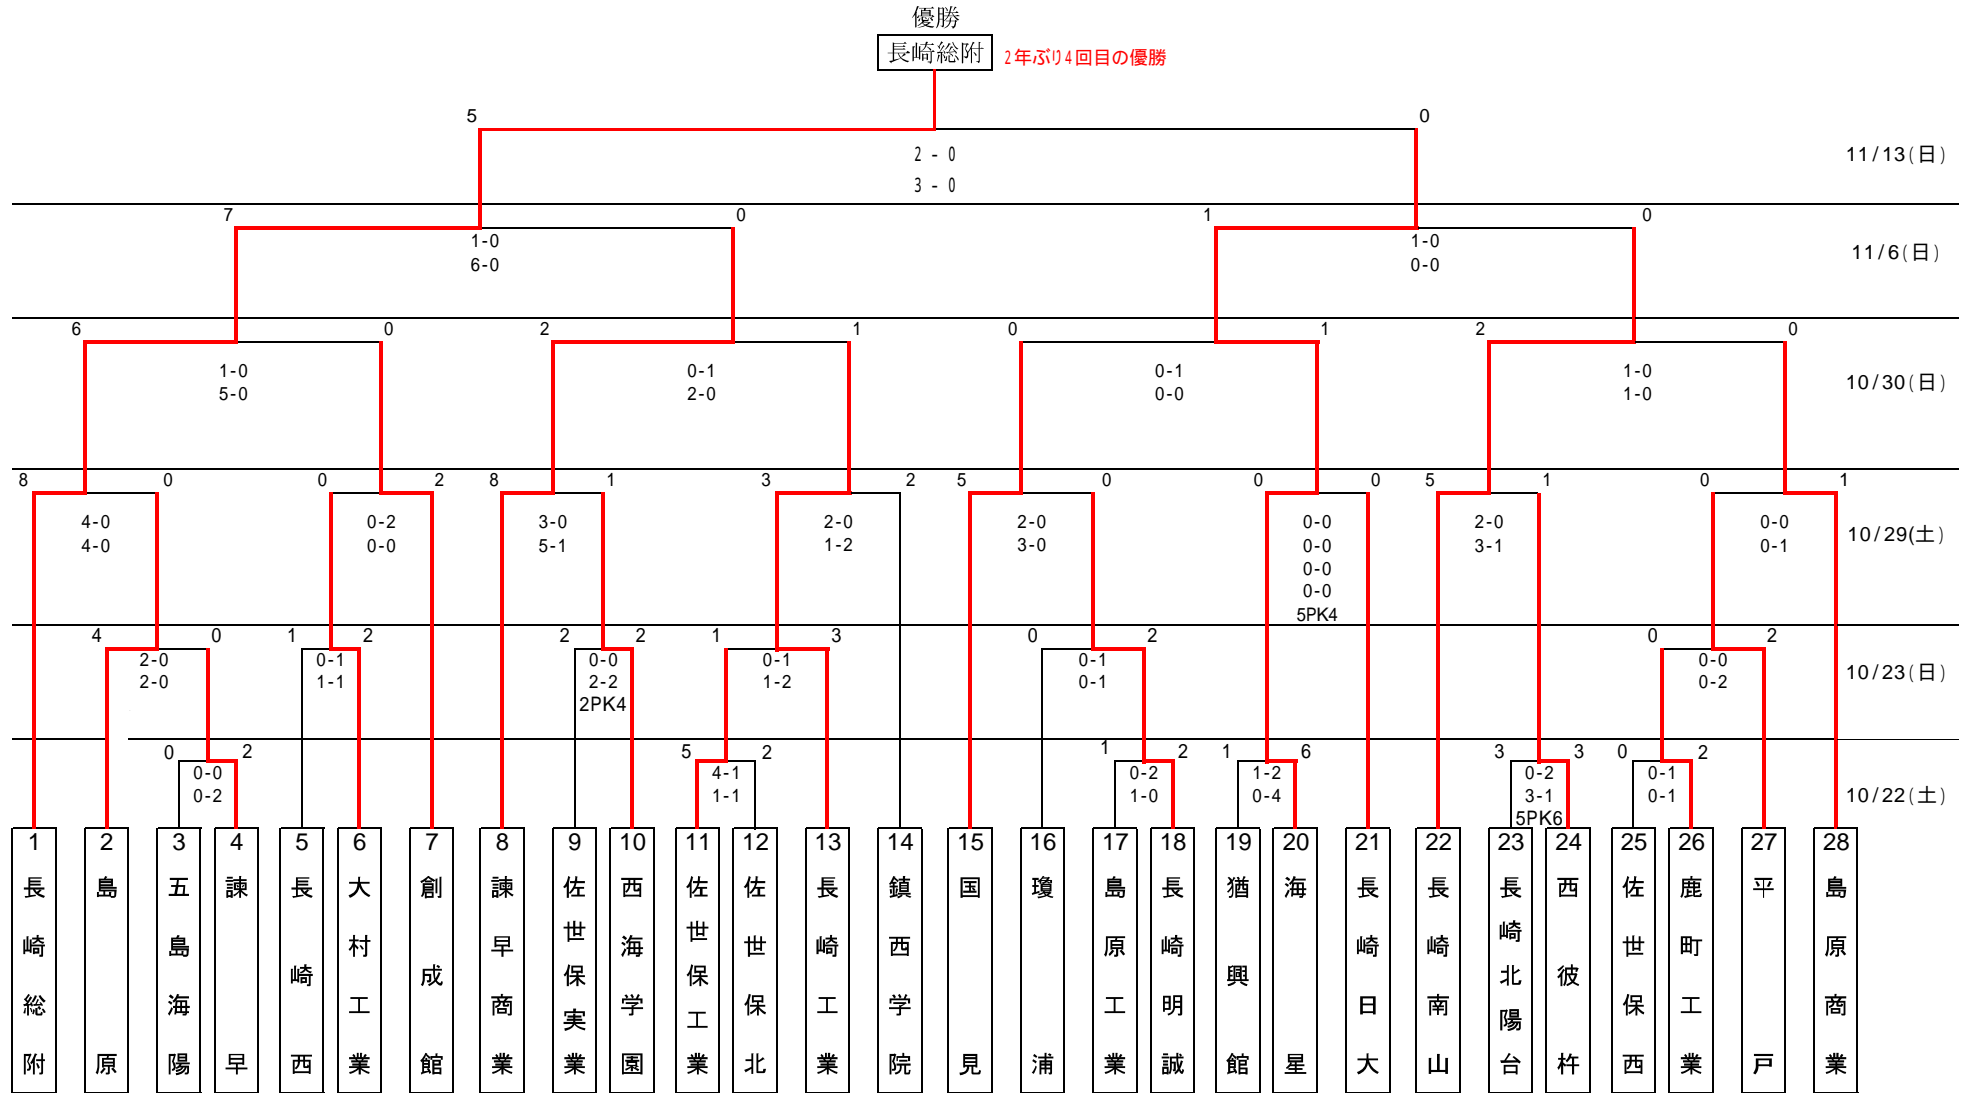 優勝
長崎総附
2年ぶり4回目の優勝
5 0
2 - 0
3 - 0
11/13(日)
7 0 1 0
1-0 1-0
6-0 0-0
11/6(日)
6 0 2 1 0 1 2 0
1-0 0-1 0-1 1-0
5-0 2-0 0-0 1-0
10/30(日)
8 0 0 2 8 1 3 2 5 0 0 0 5 1 0 1
4-0 0-2 3-0 2-0 2-0 0-0 2-0 0-0
4-0 0-0 5-1 1-2 3-0 0-0 3-1 0-1
0-0
0-0
5PK4
10/29(土)
4 0 1 2 2 2 1 3 0 2 0 2
2-0 0-1 0-0 0-1 0-1 0-0
2-0 1-1 2-2 1-2 0-1 0-2
2PK4
10/23(日)
0 2 5 2 1 2 1 6 3 3 0 2
0-0 4-1 0-2 1-2 0-2 0-1
0-2 1-1 1-0 0-4 3-1 0-1
5PK6
10/22(土)
1 長崎総附
2 島原
3 五島海陽
4 諫早
5 長崎西
6 大村工業
7 創成館
8 諫早商業
9 佐世保実業
10 西海学園
11 佐世保工業
12 佐世保北
13 長崎工業
14 鎮西学院
15 国見
16 瓊浦
17 島原工業
18 長崎明誠
19 猶興館
20 海星
21 長崎日大
22 長崎南山
23 長崎北陽台
24 西彼杵
25 佐世保西
26 鹿町工業
27 平戸
28 島原商業